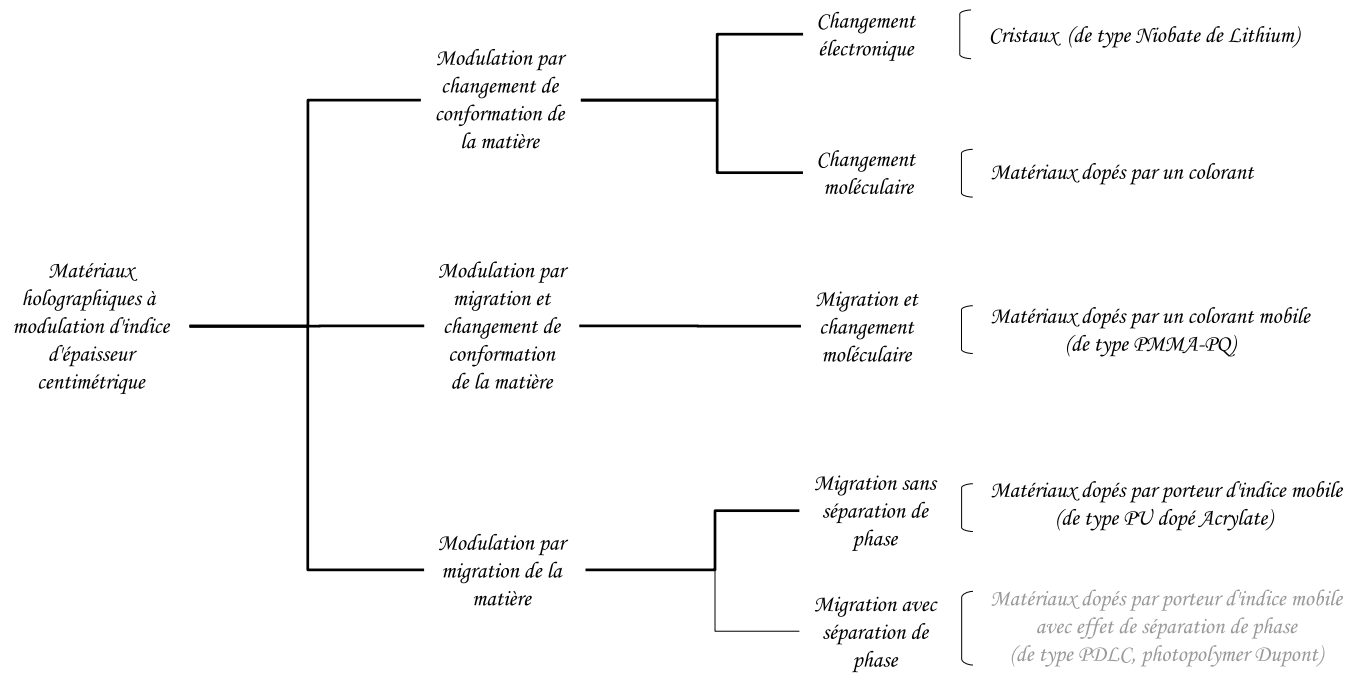 Matériaux
holographiques à
modulation d'indice
d'épaisseur
centimétrique
Modulation par
changement de
conformation de
la matière
Changement
électronique
Cristaux (de type Niobate de Lithium)
Changement
moléculaire
Matériaux dopés par un colorant
Modulation par
migration et
changement de
conformation
de la matière
Migration et
changement
moléculaire
Matériaux dopés par un colorant mobile
(de type PMMA-PQ)
Modulation par
migration de la
matière
Migration sans
séparation de
phase
Matériaux dopés par porteur d'indice mobile
(de type PU dopé Acrylate)
Migration avec
séparation de
phase
Matériaux dopés par porteur d'indice mobile
avec effet de séparation de phase
(de type PDLC, photopolymer Dupont)